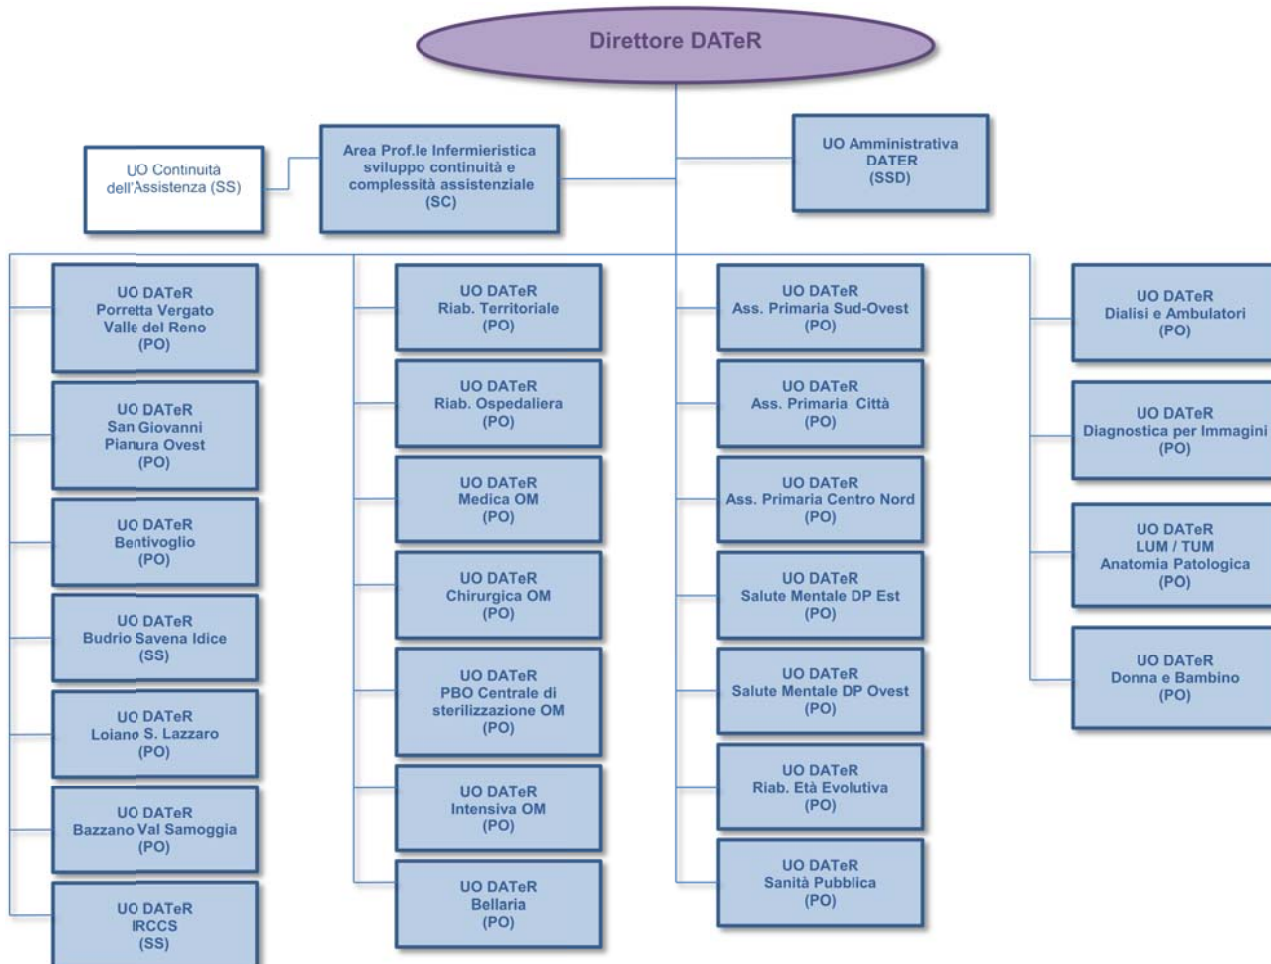 Direttore DATeR
UO Continuità
dell'Assistenza (SS)
Area Prof.le Infermieristica
sviluppo continuità e
complessità assistenziale
(SC)
UO Amministrativa
DATER
(SSD)
UO DATeR
Porretta Vergato
Valle del Reno
(PO)
UO DATeR
San Giovanni
Pianura Ovest
(PO)
UO DATeR
Bentivoglio
(PO)
UO DATeR
Budrio Savena Idice
(SS)
UO DATeR
Loiano S. Lazzaro
(PO)
UO DATeR
Bazzano Val Samoggia
(PO)
UO DATeR
IRCCS
(SS)
UO DATeR
Riab. Territoriale
(PO)
UO DATeR
Riab. Ospedaliera
(PO)
UO DATeR
Medica OM
(PO)
UO DATeR
Chirurgica OM
(PO)
UO DATeR
PBO Centrale di
sterilizzazione OM
(PO)
UO DATeR
Intensiva OM
(PO)
UO DATeR
Bellaria
(PO)
UO DATeR
Ass. Primaria Sud-Ovest
(PO)
UO DATeR
Ass. Primaria Città
(PO)
UO DATeR
Ass. Primaria Centro Nord
(PO)
UO DATeR
Salute Mentale DP Est
(PO)
UO DATeR
Salute Mentale DP Ovest
(PO)
UO DATeR
Riab. Età Evolutiva
(PO)
UO DATeR
Sanità Pubblica
(PO)
UO DATeR
Dialisi e Ambulatori
(PO)
UO DATeR
Diagnostica per Immagini
(PO)
UO DATeR
LUM / TUM
Anatomia Patologica
(PO)
UO DATeR
Donna e Bambino
(PO)